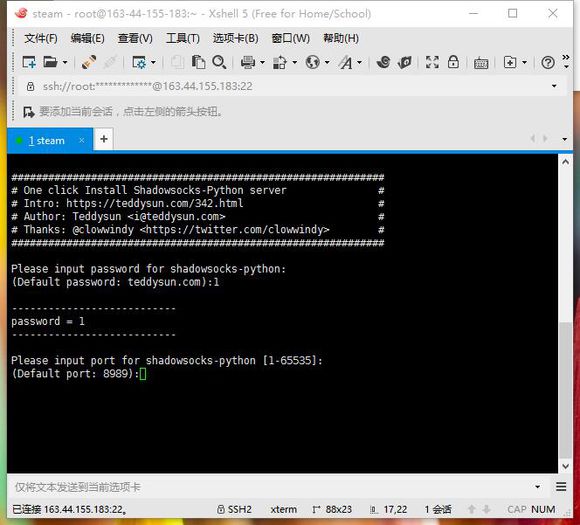 steam - root@163-44-155-183:~ - Xshell 5 (Free for Home/School)
文件(F) 编辑(E) 查看(V) 工具(T) 选项卡(B) 窗口(W) 帮助(H)
ssh://root:*************@163.44.155.183:22
要添加当前会话，点击左侧的箭头按钮。
1 steam
###############################################################
# One click Install Shadowsocks-Python server #
# Intro: https://teddysun.com/342.html #
# Author: Teddysun <i@teddysun.com> #
# Thanks: @clowwindy <https://twitter.com/clowwindy> #
###############################################################
Please input password for shadowsocks-python:
(Default password: teddysun.com):1
---------------------------
password = 1
---------------------------
Please input port for shadowsocks-python [1-65535]:
(Default port: 8989):
仅将文本发送到当前选项卡
已连接 163.44.155.183:22。 SSH2 xterm 88x23 17,22 1 会话 CAP NUM